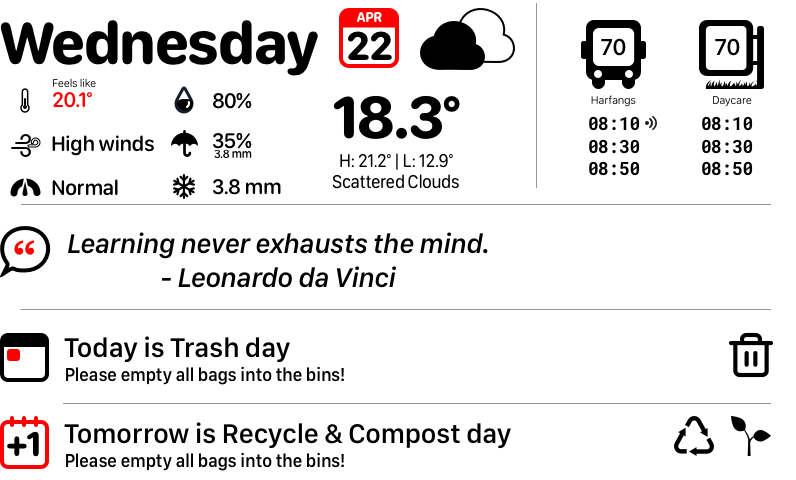 Wednesday
APR
22
Feels like
20.1°
80%
High winds
35%
3.8 mm
Normal
3.8 mm
18.3°
H: 21.2° | L: 12.9°
Scattered Clouds
70
Harfangs
08:10
08:30
08:50
70
Daycare
08:10
08:30
08:50
“
Learning never exhausts the mind.
- Leonardo da Vinci
Today is Trash day
Please empty all bags into the bins!
+1
Tomorrow is Recycle & Compost day
Please empty all bags into the bins!